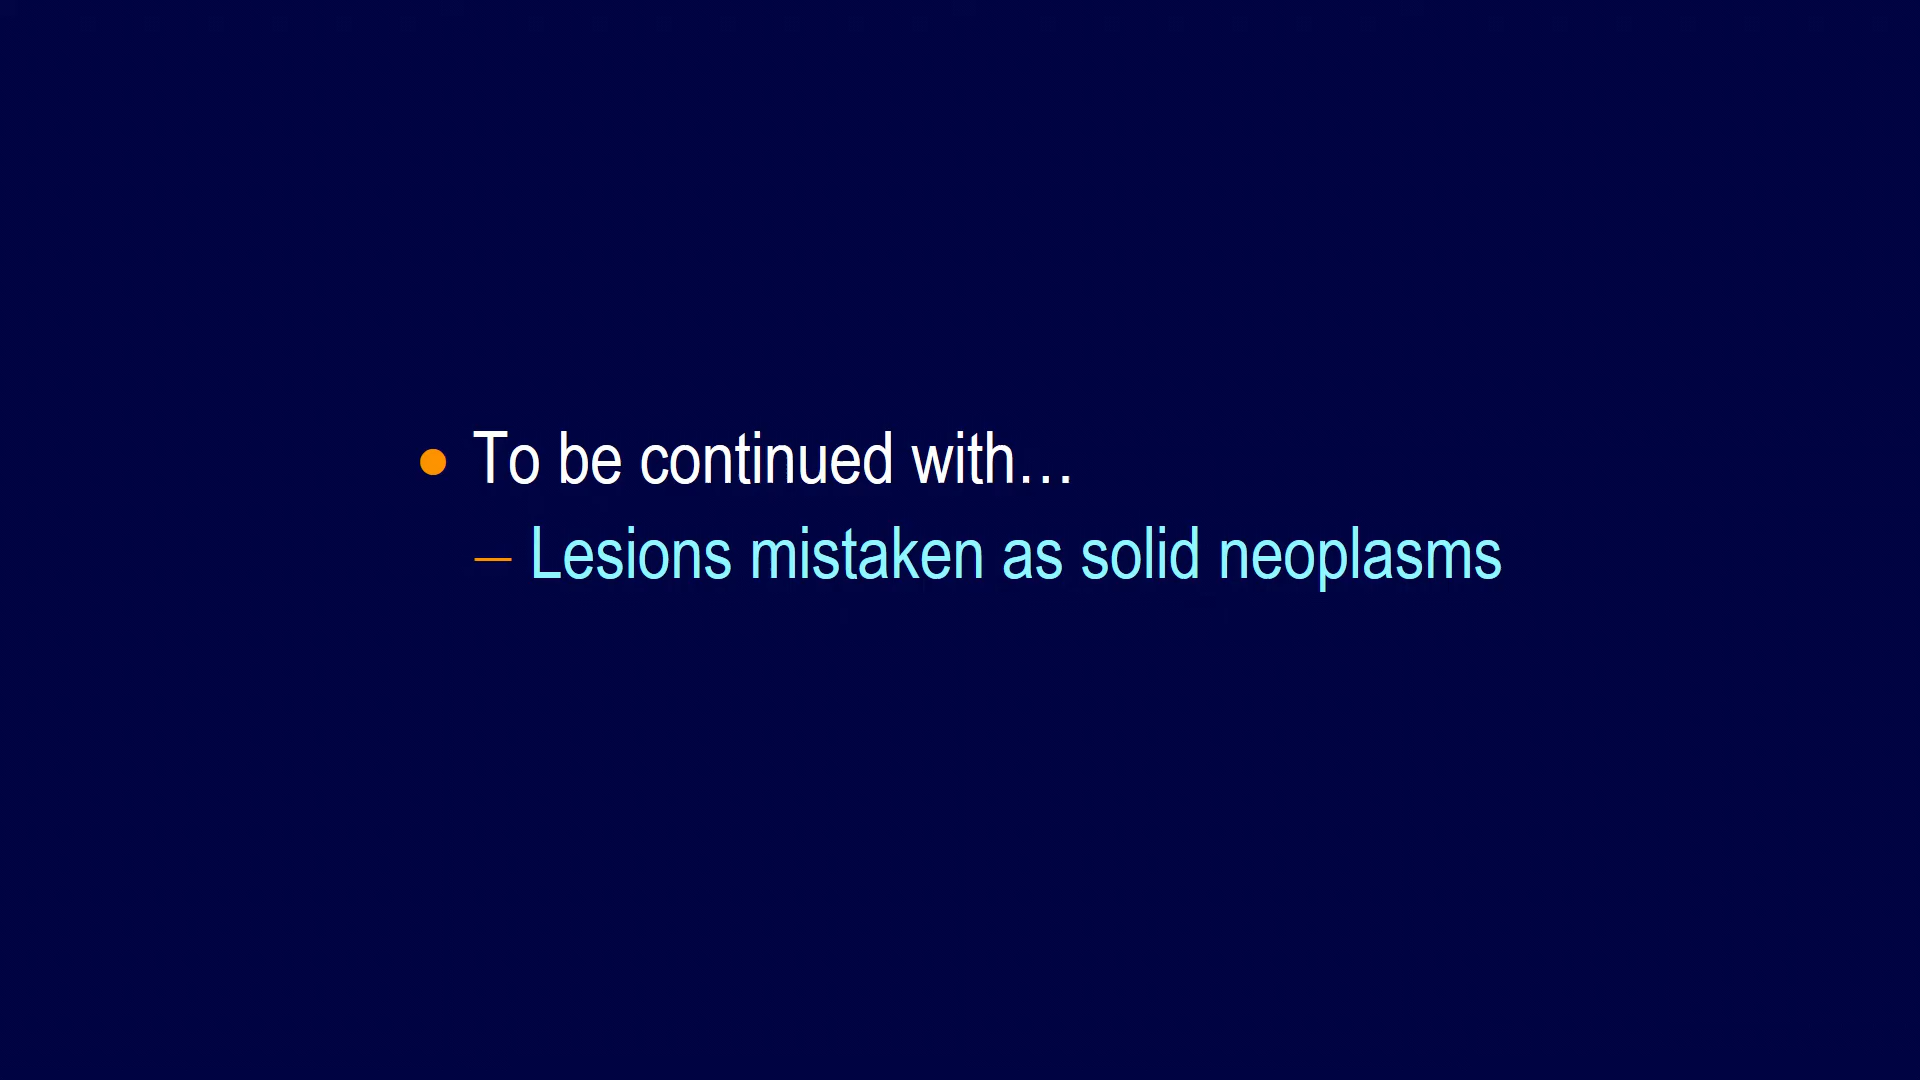 • To be continued with…
– Lesions mistaken as solid neoplasms